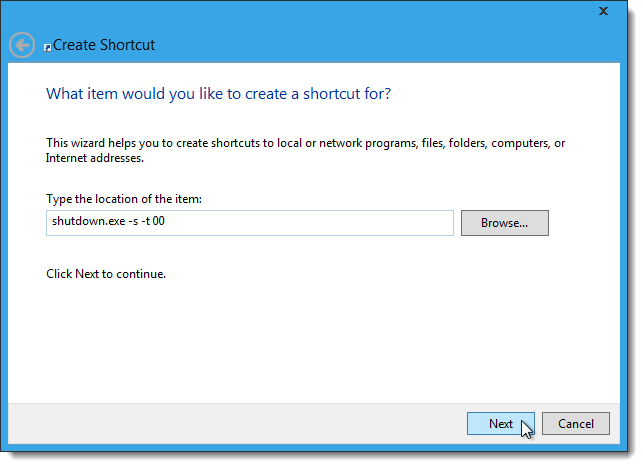 Create Shortcut
What item would you like to create a shortcut for?
This wizard helps you to create shortcuts to local or network programs, files, folders, computers, or
Internet addresses.
Type the location of the item:
shutdown.exe -s -t 00
Browse...
Click Next to continue.
Next
Cancel